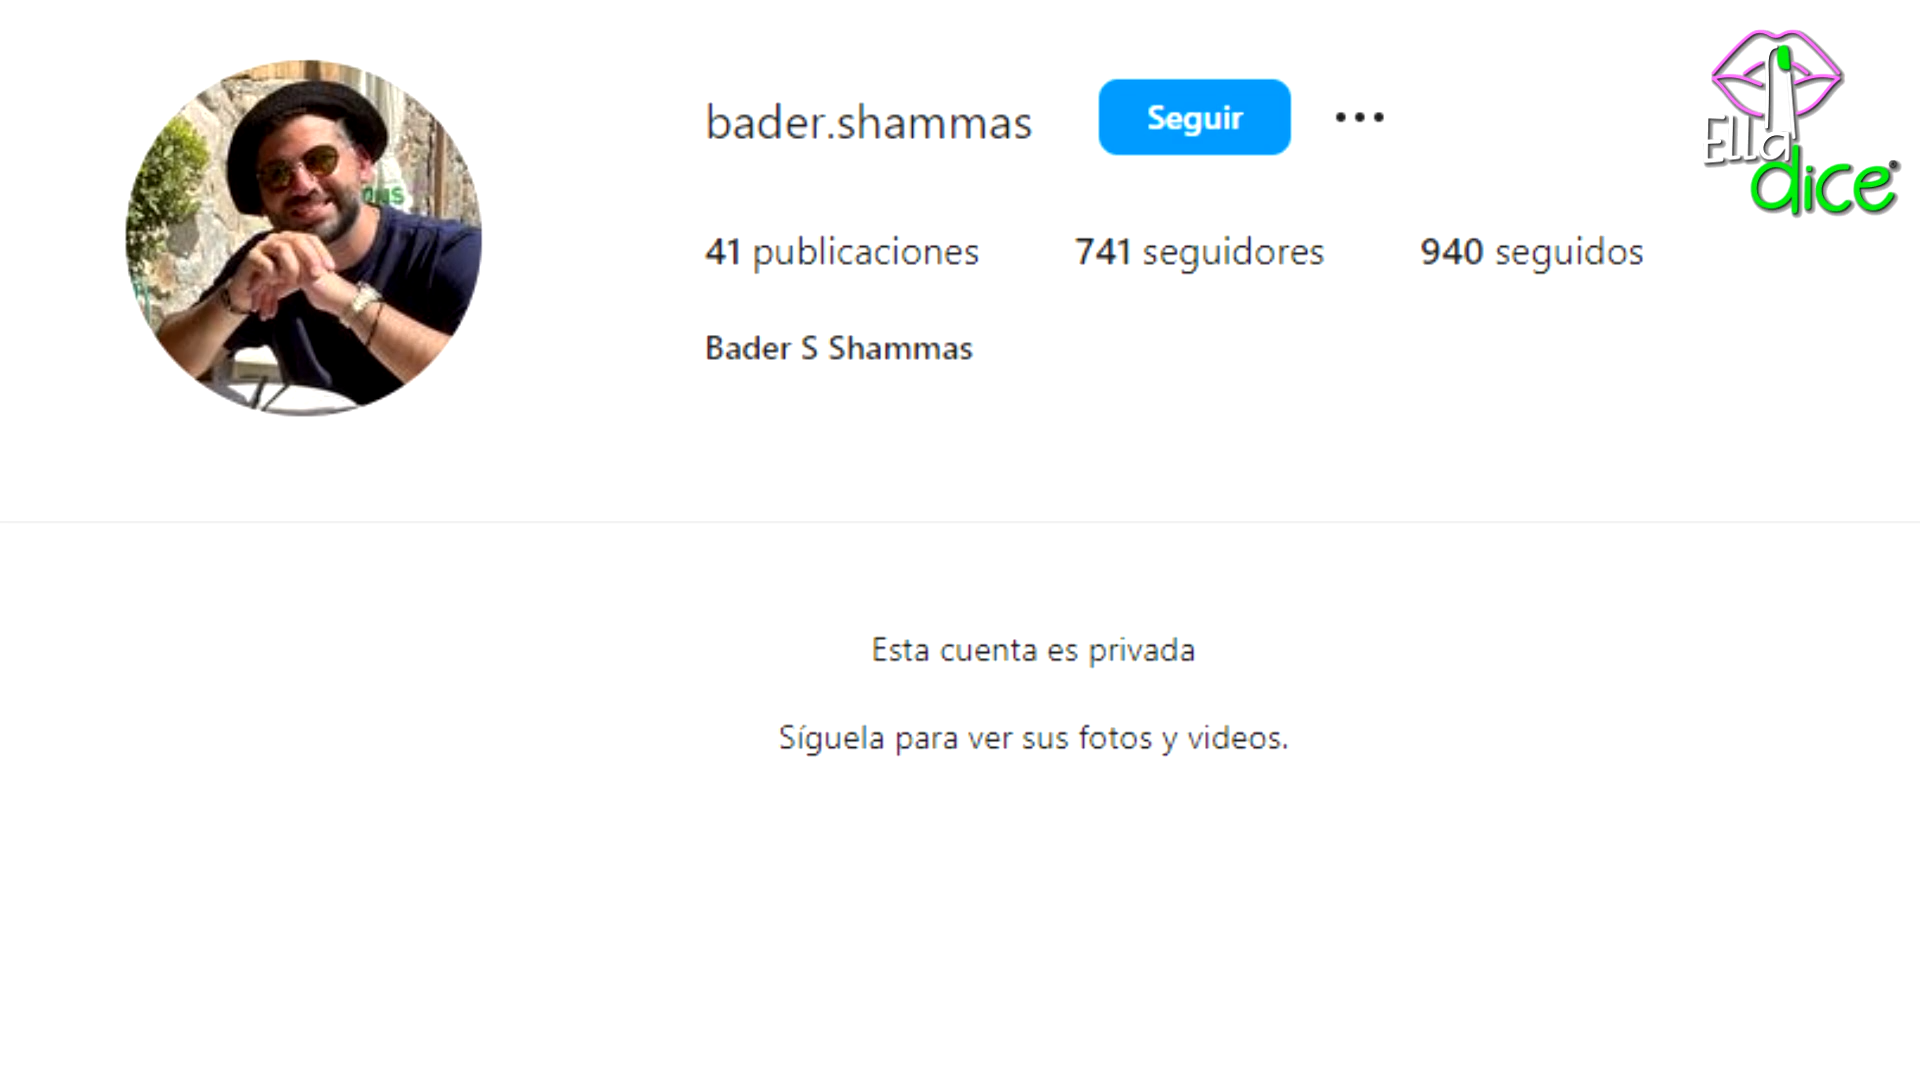 bader.shammas
Seguir
41 publicaciones 741 seguidores 940 seguidos
Bader S Shammas
Esta cuenta es privada
Síguela para ver sus fotos y videos.
Ella
dice